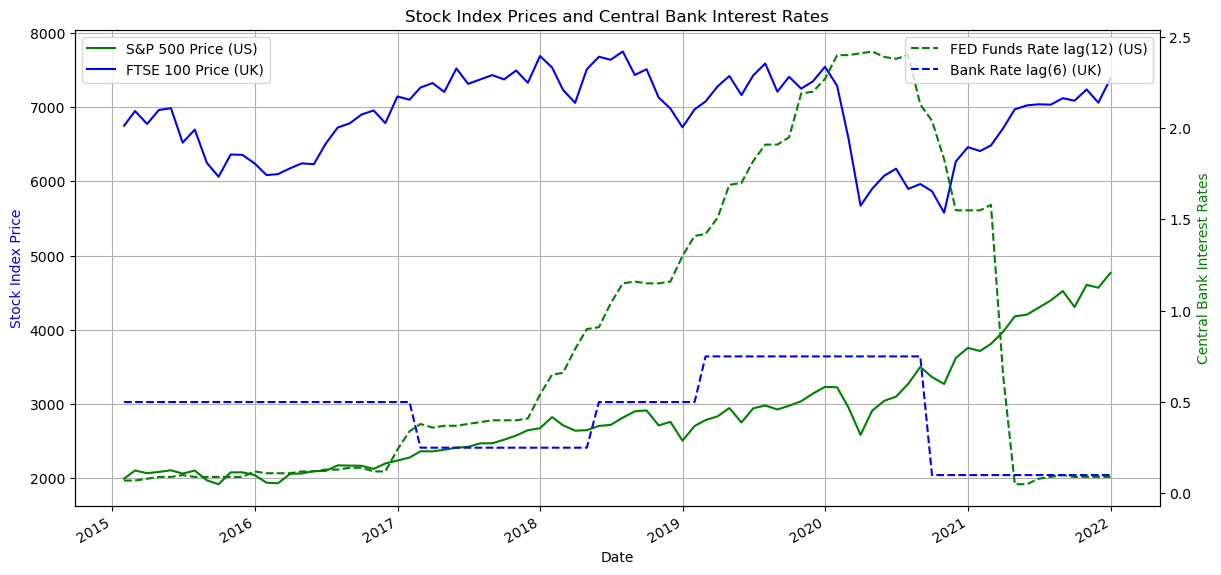 Stock Index Prices and Central Bank Interest Rates
S&P 500 Price (US)
FTSE 100 Price (UK)
FED Funds Rate lag(12) (US)
Bank Rate lag(6) (UK)
8000
7000
6000
5000
4000
3000
2000
Stock Index Price
2.5
2.0
1.5
1.0
0.5
0.0
Central Bank Interest Rates
2015
2016
2017
2018
2019
2020
2021
2022
Date